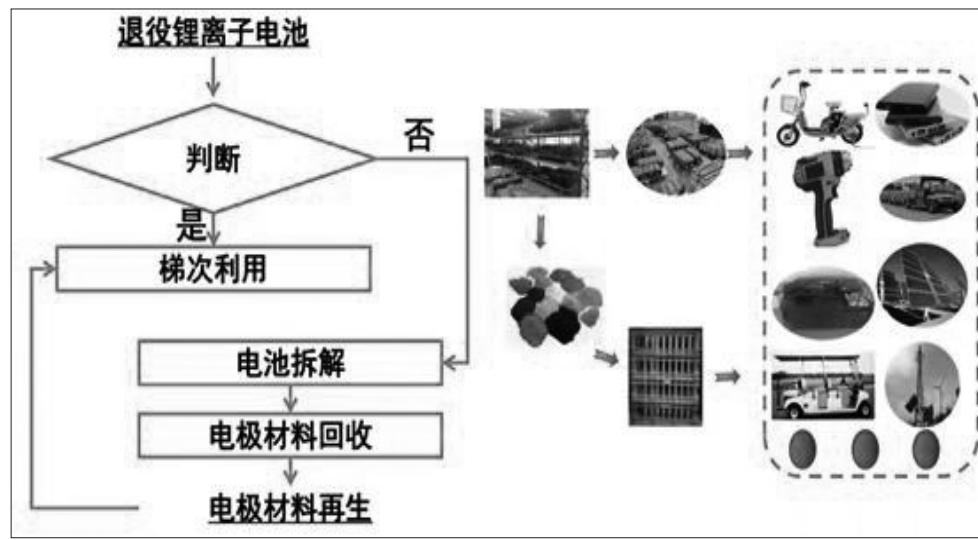 退役锂离子电池
判断
否
是
梯次利用
电池拆解
电极材料回收
电极材料再生